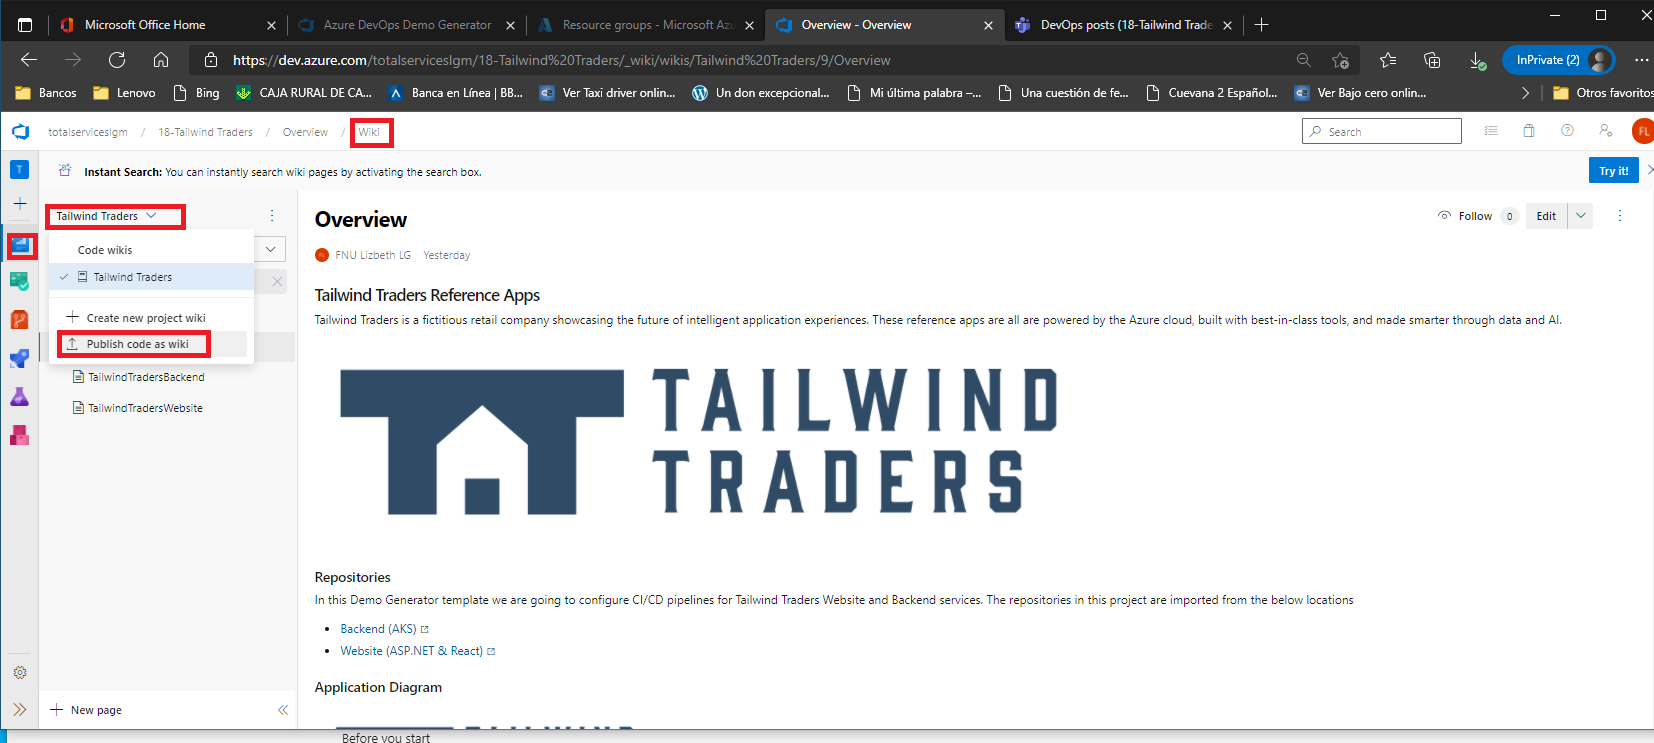 Microsoft Office Home
Azure DevOps Demo Generator
Resource groups - Microsoft Azu
Overview - Overview
DevOps posts (18-Tailwind Trade
https://dev.azure.com/totalserviceslgm/18-Tailwind%20Traders/_wiki/wikis/Tailwind%20Traders/9/Overview
InPrivate (2)
Bancos
Lenovo
Bing
CAJA RURAL DE CA...
Banca en Línea | BB...
Ver Taxi driver onlin...
Un don excepcional...
Mi última palabra –...
Una cuestión de fe...
Cuevana 2 Español...
Ver Bajo cero onlin...
Otros favoritos
totalserviceslgm / 18-Tailwind Traders / Overview / Wiki
Search
FL
T
Instant Search: You can instantly search wiki pages by activating the search box.
Try it!
Tailwind Traders
Code wikis
Tailwind Traders
Create new project wiki
Publish code as wiki
TailwindTradersBackend
TailwindTradersWebsite
New page
Overview
Follow 0
Edit
FL FNU Lizbeth LG Yesterday
Tailwind Traders Reference Apps
Tailwind Traders is a fictitious retail company showcasing the future of intelligent application experiences. These reference apps are all are powered by the Azure cloud, built with best-in-class tools, and made smarter through data and AI.
TAILWIND
TRADERS
Repositories
In this Demo Generator template we are going to configure CI/CD pipelines for Tailwind Traders Website and Backend services. The repositories in this project are imported from the below locations
• Backend (AKS)
• Website (ASP.NET & React)
Application Diagram
TAILWIND
Before you start